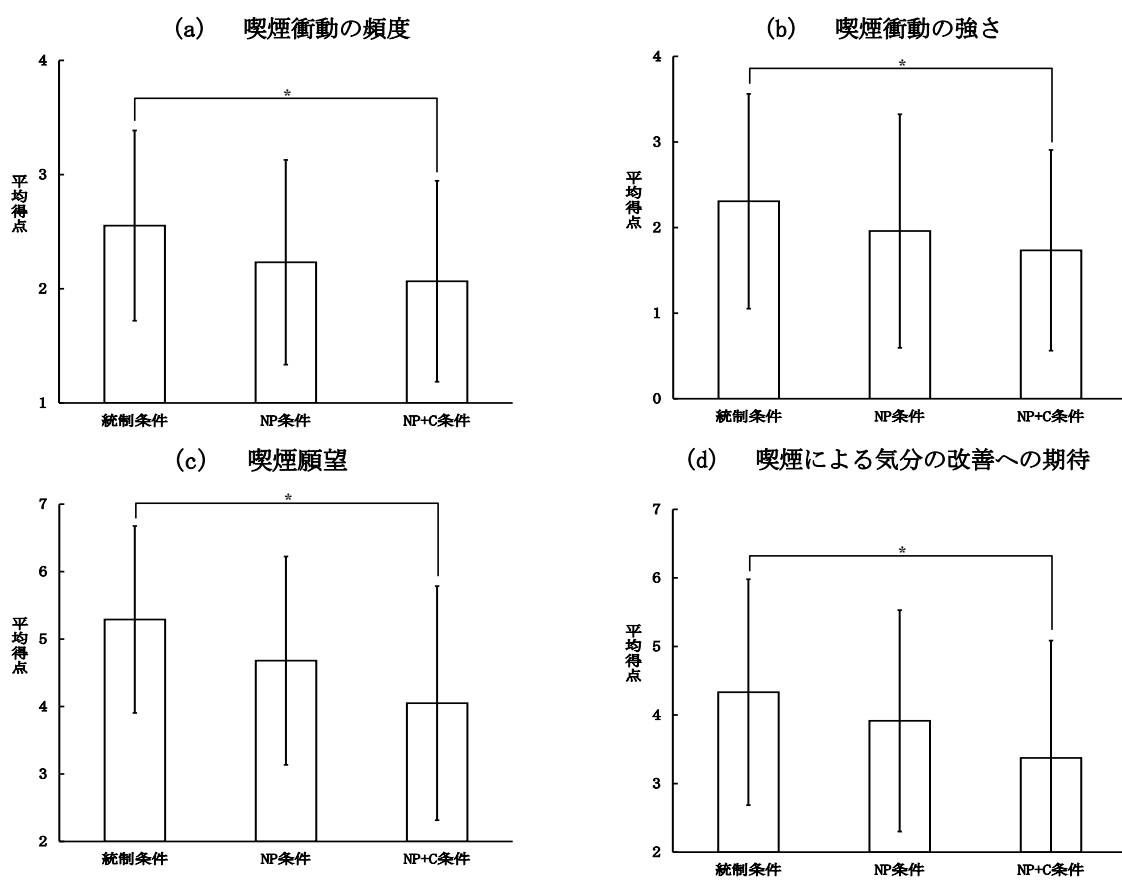 (a) 喫煙衝動の頻度
4
*
3
平均得点
2
1
統制条件 NP条件 NP+C条件
(b) 喫煙衝動の強さ
4
*
3
平均得点
2
1
0
統制条件 NP条件 NP+C条件
(c) 喫煙願望
7
*
6
5
平均得点
4
3
2
統制条件 NP条件 NP+C条件
(d) 喫煙による気分の改善への期待
7
*
6
5
平均得点
4
3
2
統制条件 NP条件 NP+C条件